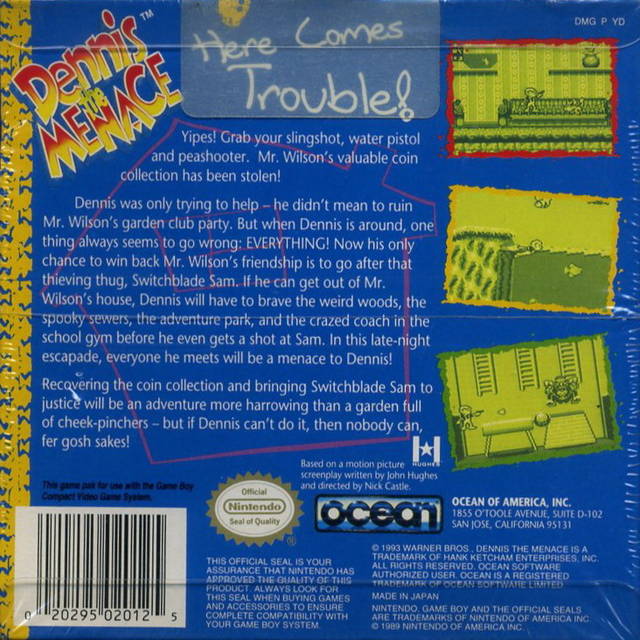 DMG P YD
Dennis
the
MENACE™
Here Comes
Trouble!
Yipes! Grab your slingshot, water pistol
and peashooter. Mr. Wilson's valuable coin
collection has been stolen!
Dennis was only trying to help – he didn't mean to ruin
Mr. Wilson's garden club party. But when Dennis is around, one
thing always seems to go wrong: EVERYTHING! Now his only
chance to win back Mr. Wilson's friendship is to go after that
thieving thug, Switchblade Sam. If he can get out of Mr.
Wilson's house, Dennis will have to brave the weird woods, the
spooky sewers, the adventure park, and the crazed coach in the
school gym before he even gets a shot at Sam. In this late-night
escapade, everyone he meets will be a menace to Dennis!
Recovering the coin collection and bringing Switchblade Sam to
justice will be an adventure more harrowing than a garden full
of cheek-pinchers – but if Dennis can't do it, then nobody can,
fer gosh sakes!
HUGHES
Based on a motion picture
screenplay written by John Hughes
and directed by Nick Castle.
This game pak for use with the Game Boy
Compact Video Game System.
Official
Nintendo
Seal of Quality
®
ocean
OCEAN OF AMERICA, INC.
1855 O'TOOLE AVENUE, SUITE D-102
SAN JOSE, CALIFORNIA 95131
THIS OFFICIAL SEAL IS YOUR
ASSURANCE THAT NINTENDO HAS
APPROVED THE QUALITY OF THIS
PRODUCT. ALWAYS LOOK FOR
THIS SEAL WHEN BUYING GAMES
AND ACCESSORIES TO ENSURE
COMPLETE COMPATIBILITY WITH
YOUR GAME BOY SYSTEM.
© 1993 WARNER BROS., DENNIS THE MENACE IS A
TRADEMARK OF HANK KETCHAM ENTERPRISES, INC.
ALL RIGHTS RESERVED. OCEAN SOFTWARE
AUTHORIZED USER. OCEAN IS A REGISTERED
TRADEMARK OF OCEAN SOFTWARE LIMITED.
MADE IN JAPAN
NINTENDO, GAME BOY AND THE OFFICIAL SEALS
ARE TRADEMARKS OF NINTENDO OF AMERICA INC.
© 1989 NINTENDO OF AMERICA INC.
0 20295 02012 5